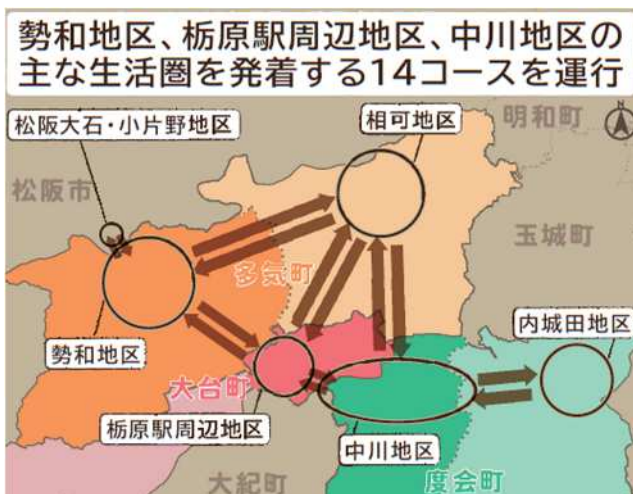 勢和地区、栃原駅周辺地区、中川地区の
主な生活圏を発着する14コースを運行
松阪大石・小片野地区
相可地区
明和町
N
松阪市
玉城町
多気町
内城田地区
勢和地区
大台町
栃原駅周辺地区
中川地区
大紀町
度会町